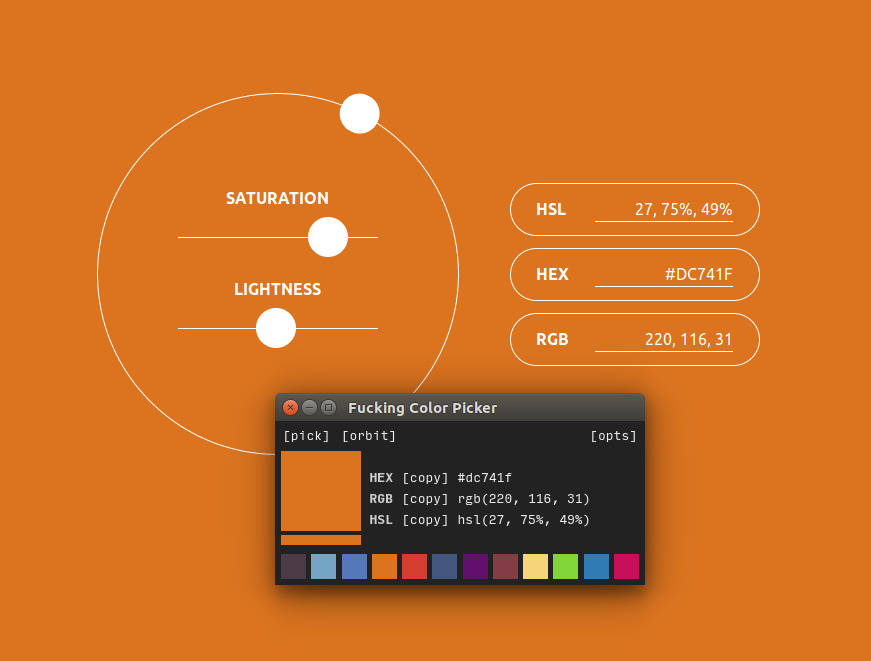 SATURATION
LIGHTNESS
HSL 27, 75%, 49%
HEX #DC741F
RGB 220, 116, 31
Fucking Color Picker
[pick] [orbit] [opts]
HEX [copy] #dc741f
RGB [copy] rgb(220, 116, 31)
HSL [copy] hsl(27, 75%, 49%)